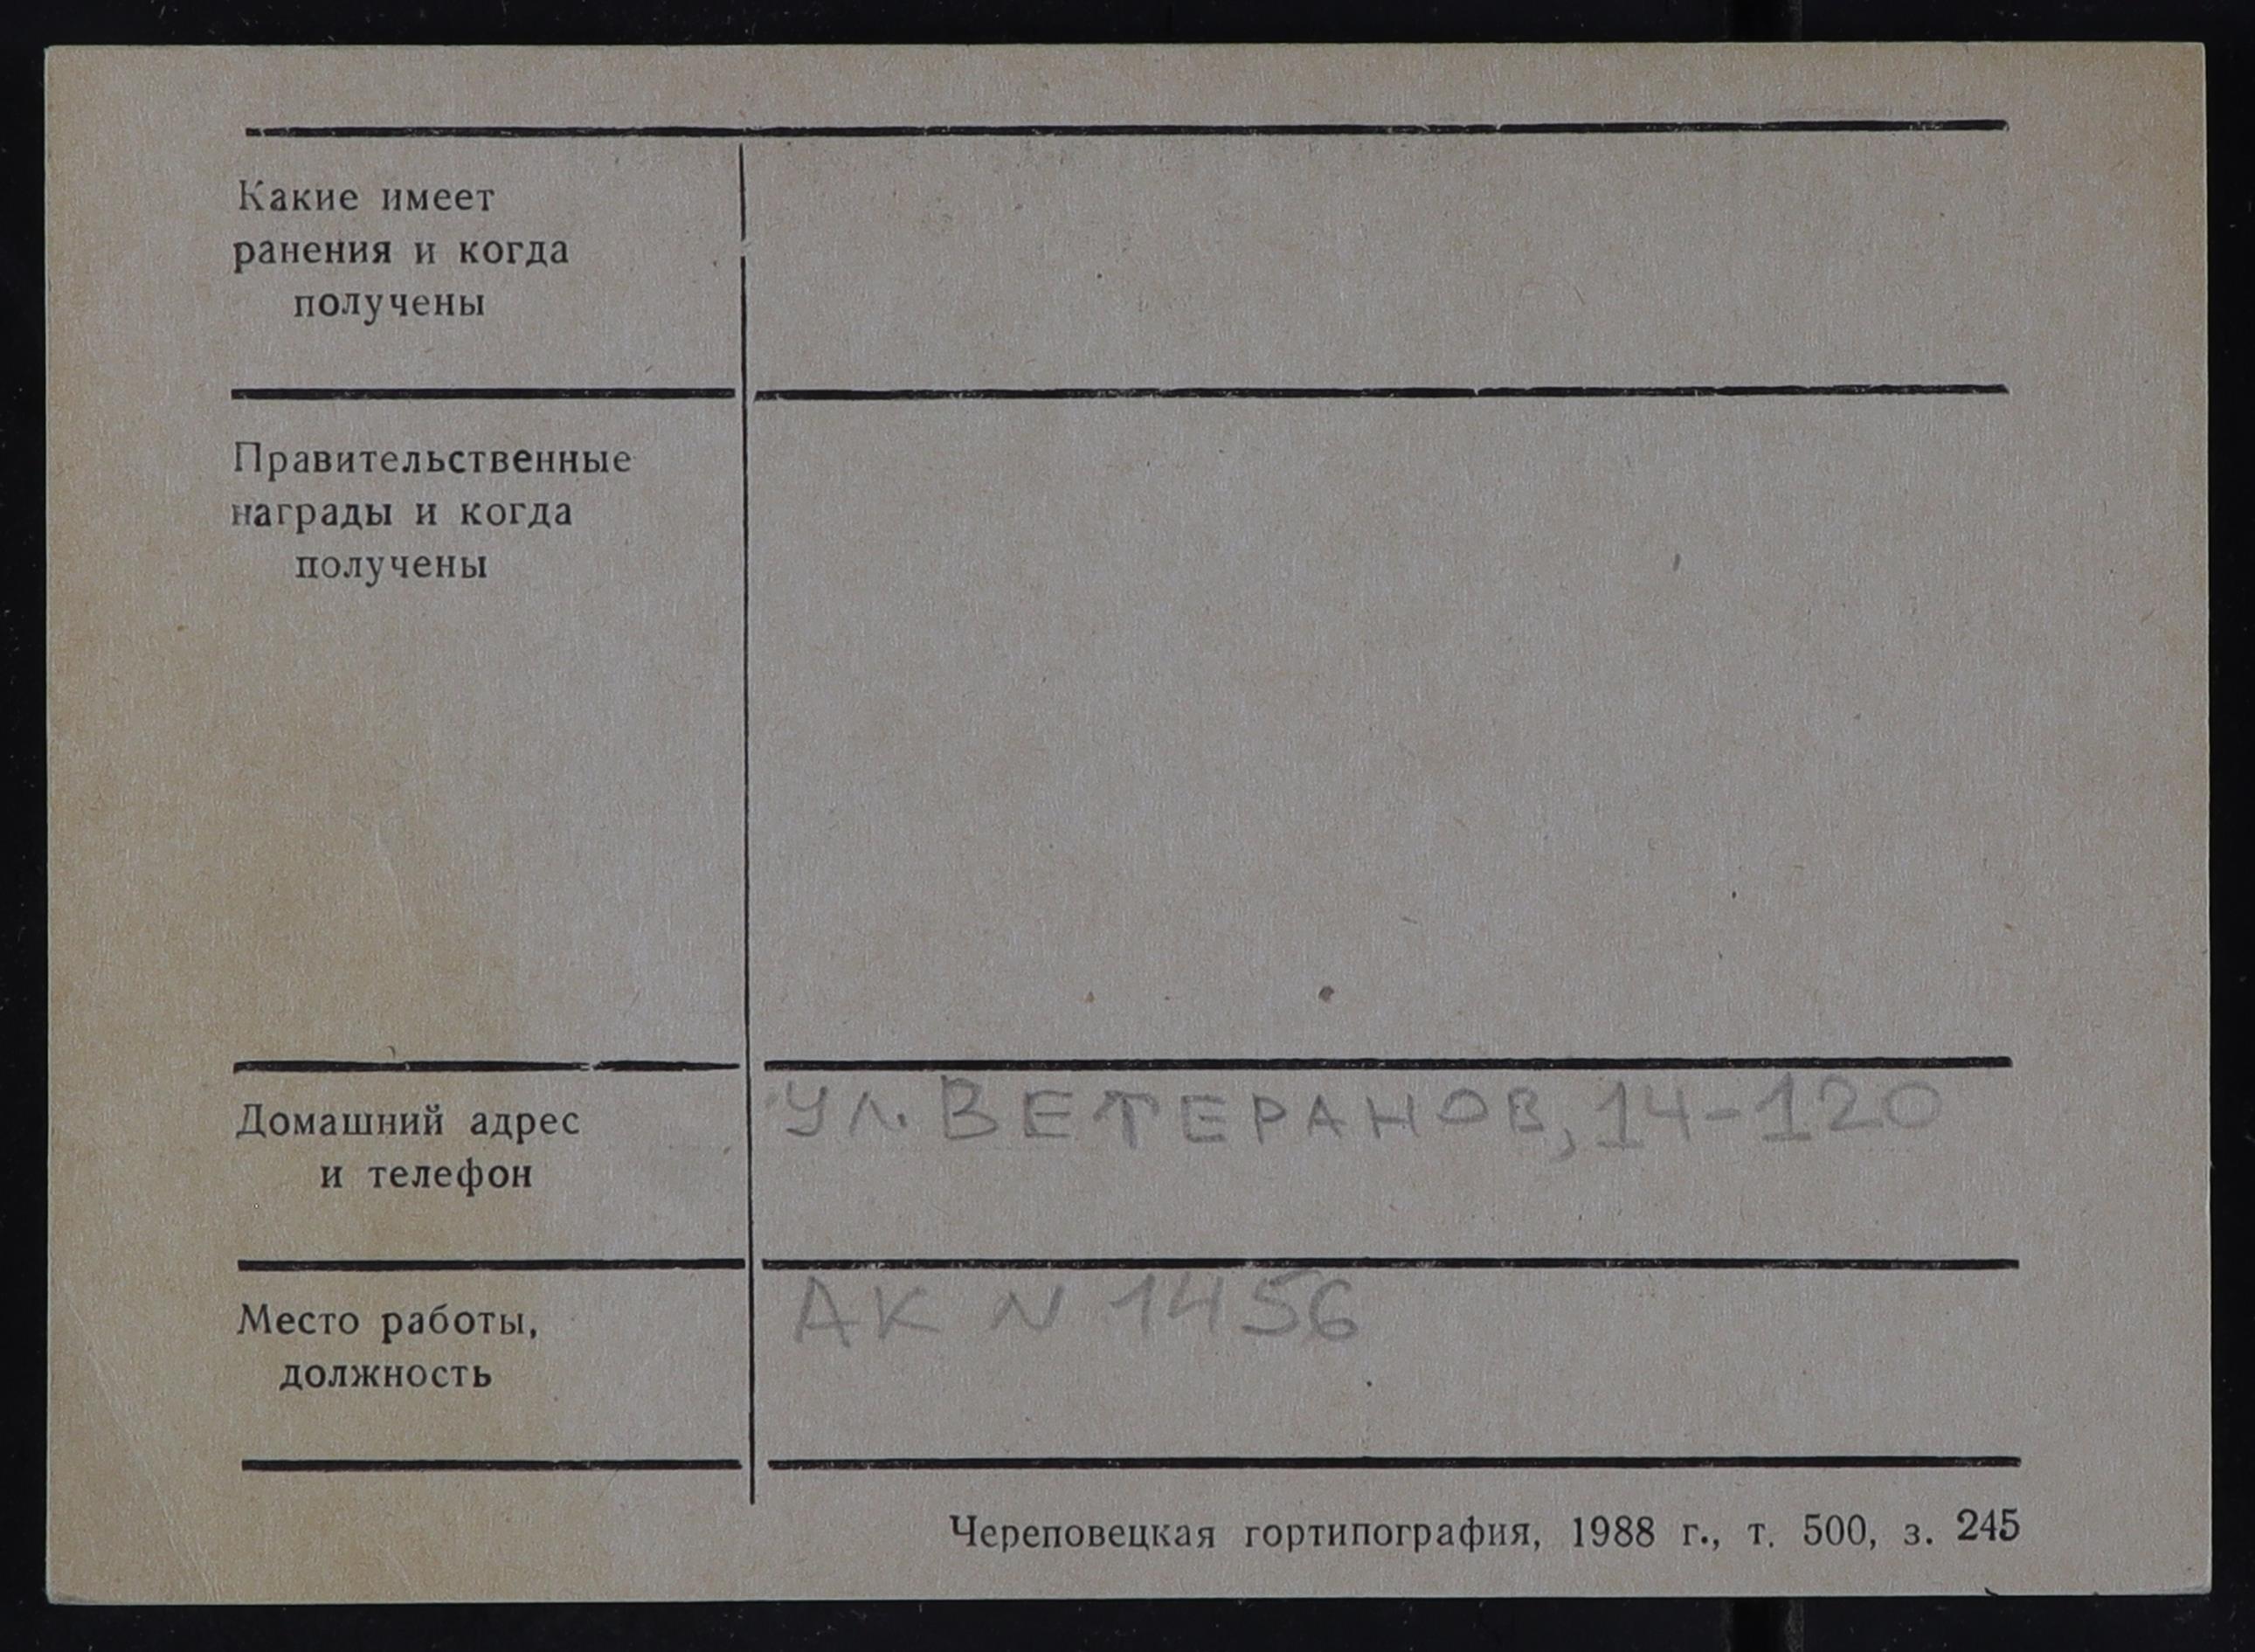 Какие имеет
ранения и когда
получены
Правительственные
награды и когда
получены
Домашний адрес
и телефон
УЛ. ВЕТЕРАНОВ, 14-120
Место работы,
должность
АК N 1456
Череповецкая гортипография, 1988 г., т. 500, з. 245